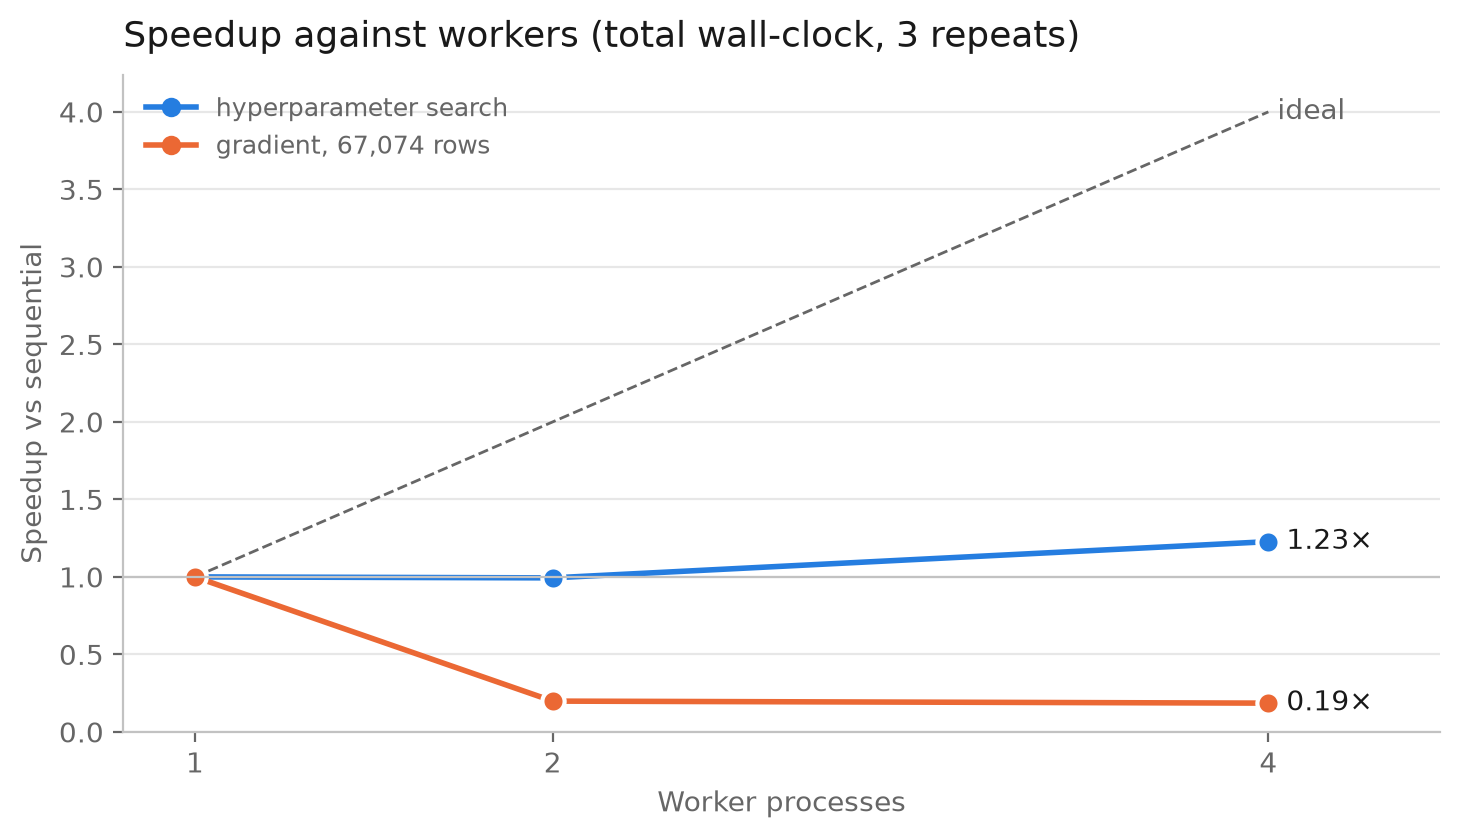 Speedup against workers (total wall-clock, 3 repeats)
hyperparameter search
gradient, 67,074 rows
ideal
Speedup vs sequential
4.0
3.5
3.0
2.5
2.0
1.5
1.0
0.5
0.0
1.23×
0.19×
1
2
4
Worker processes